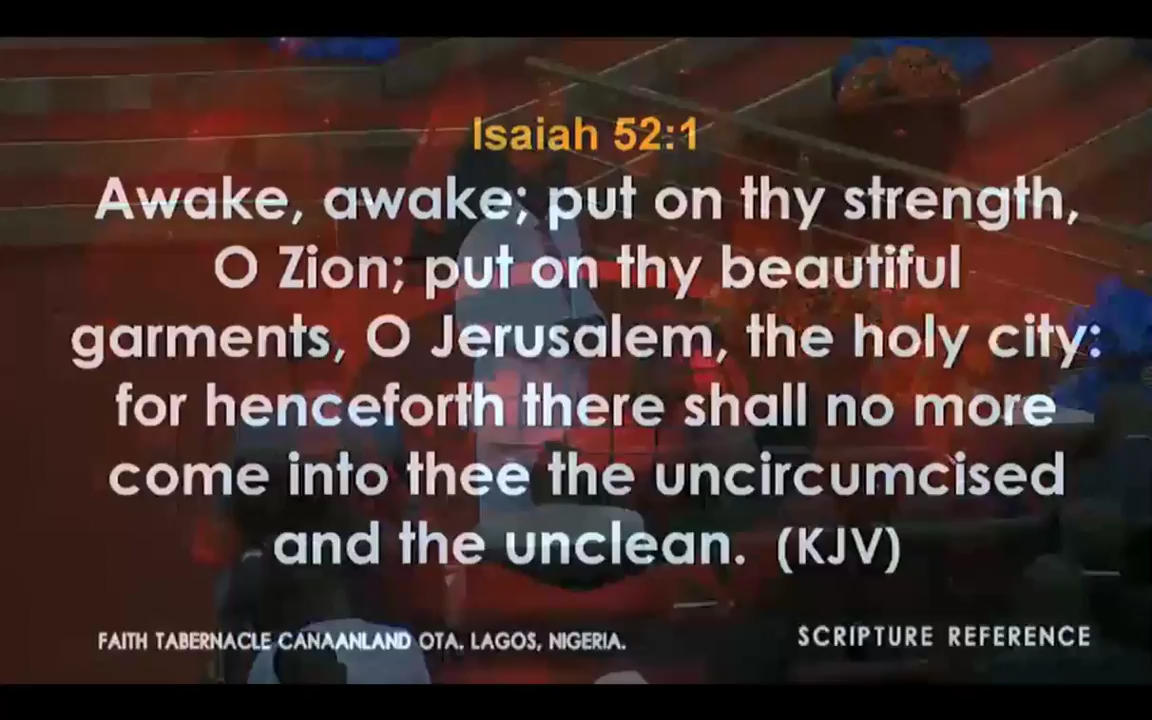 Isaiah 52:1
Awake, awake; put on thy strength,
O Zion; put on thy beautiful
garments, O Jerusalem, the holy city:
for henceforth there shall no more
come into thee the uncircumcised
and the unclean. (KJV)
FAITH TABERNACLE CANAANLAND OTA. LAGOS, NIGERIA.
SCRIPTURE REFERENCE